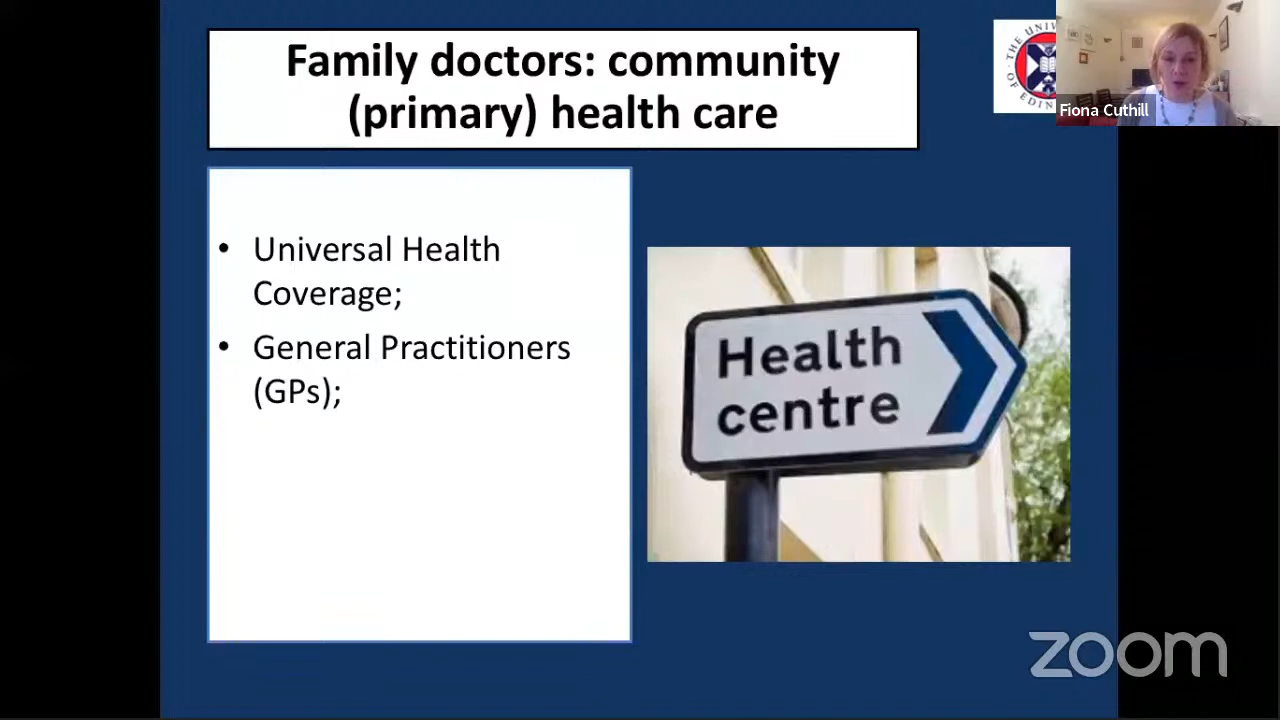 Family doctors: community
(primary) health care
Fiona Cuthill
• Universal Health
Coverage;
• General Practitioners
(GPs);
Health
centre
zoom